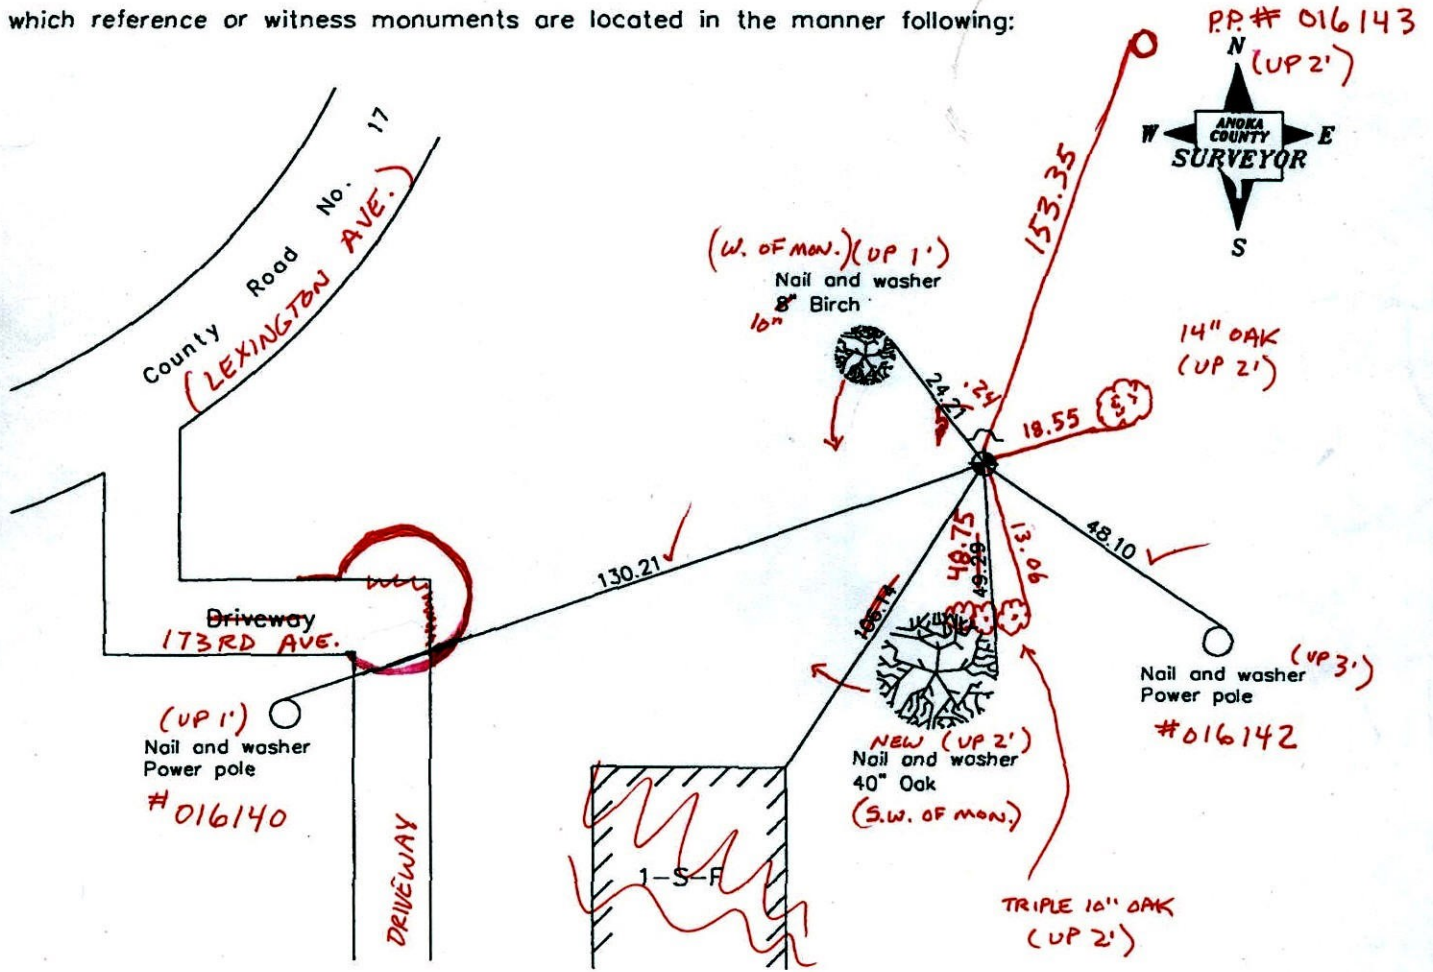 which reference or witness monuments are located in the manner following:
P.P. # 016143
(UP 2')
N
W
E
S
ANOKA
COUNTY
SURVEYOR
153.35
(W. OF MON.) (UP 1')
Nail and washer
8" Birch
10"
24.21
.24
14" OAK
(UP 2')
18.55
County Road No. 17
(LEXINGTON AVE.)
130.21
48.75
49.29
13.06
48.10
Driveway
173RD AVE.
(UP 1')
Nail and washer
Power pole
#016140
(UP 3')
Nail and washer
Power pole
#016142
NEW (UP 2')
Nail and washer
40" Oak
(S.W. OF MON.)
DRIVEWAY
1-S-F
TRIPLE 10" OAK
(UP 2')